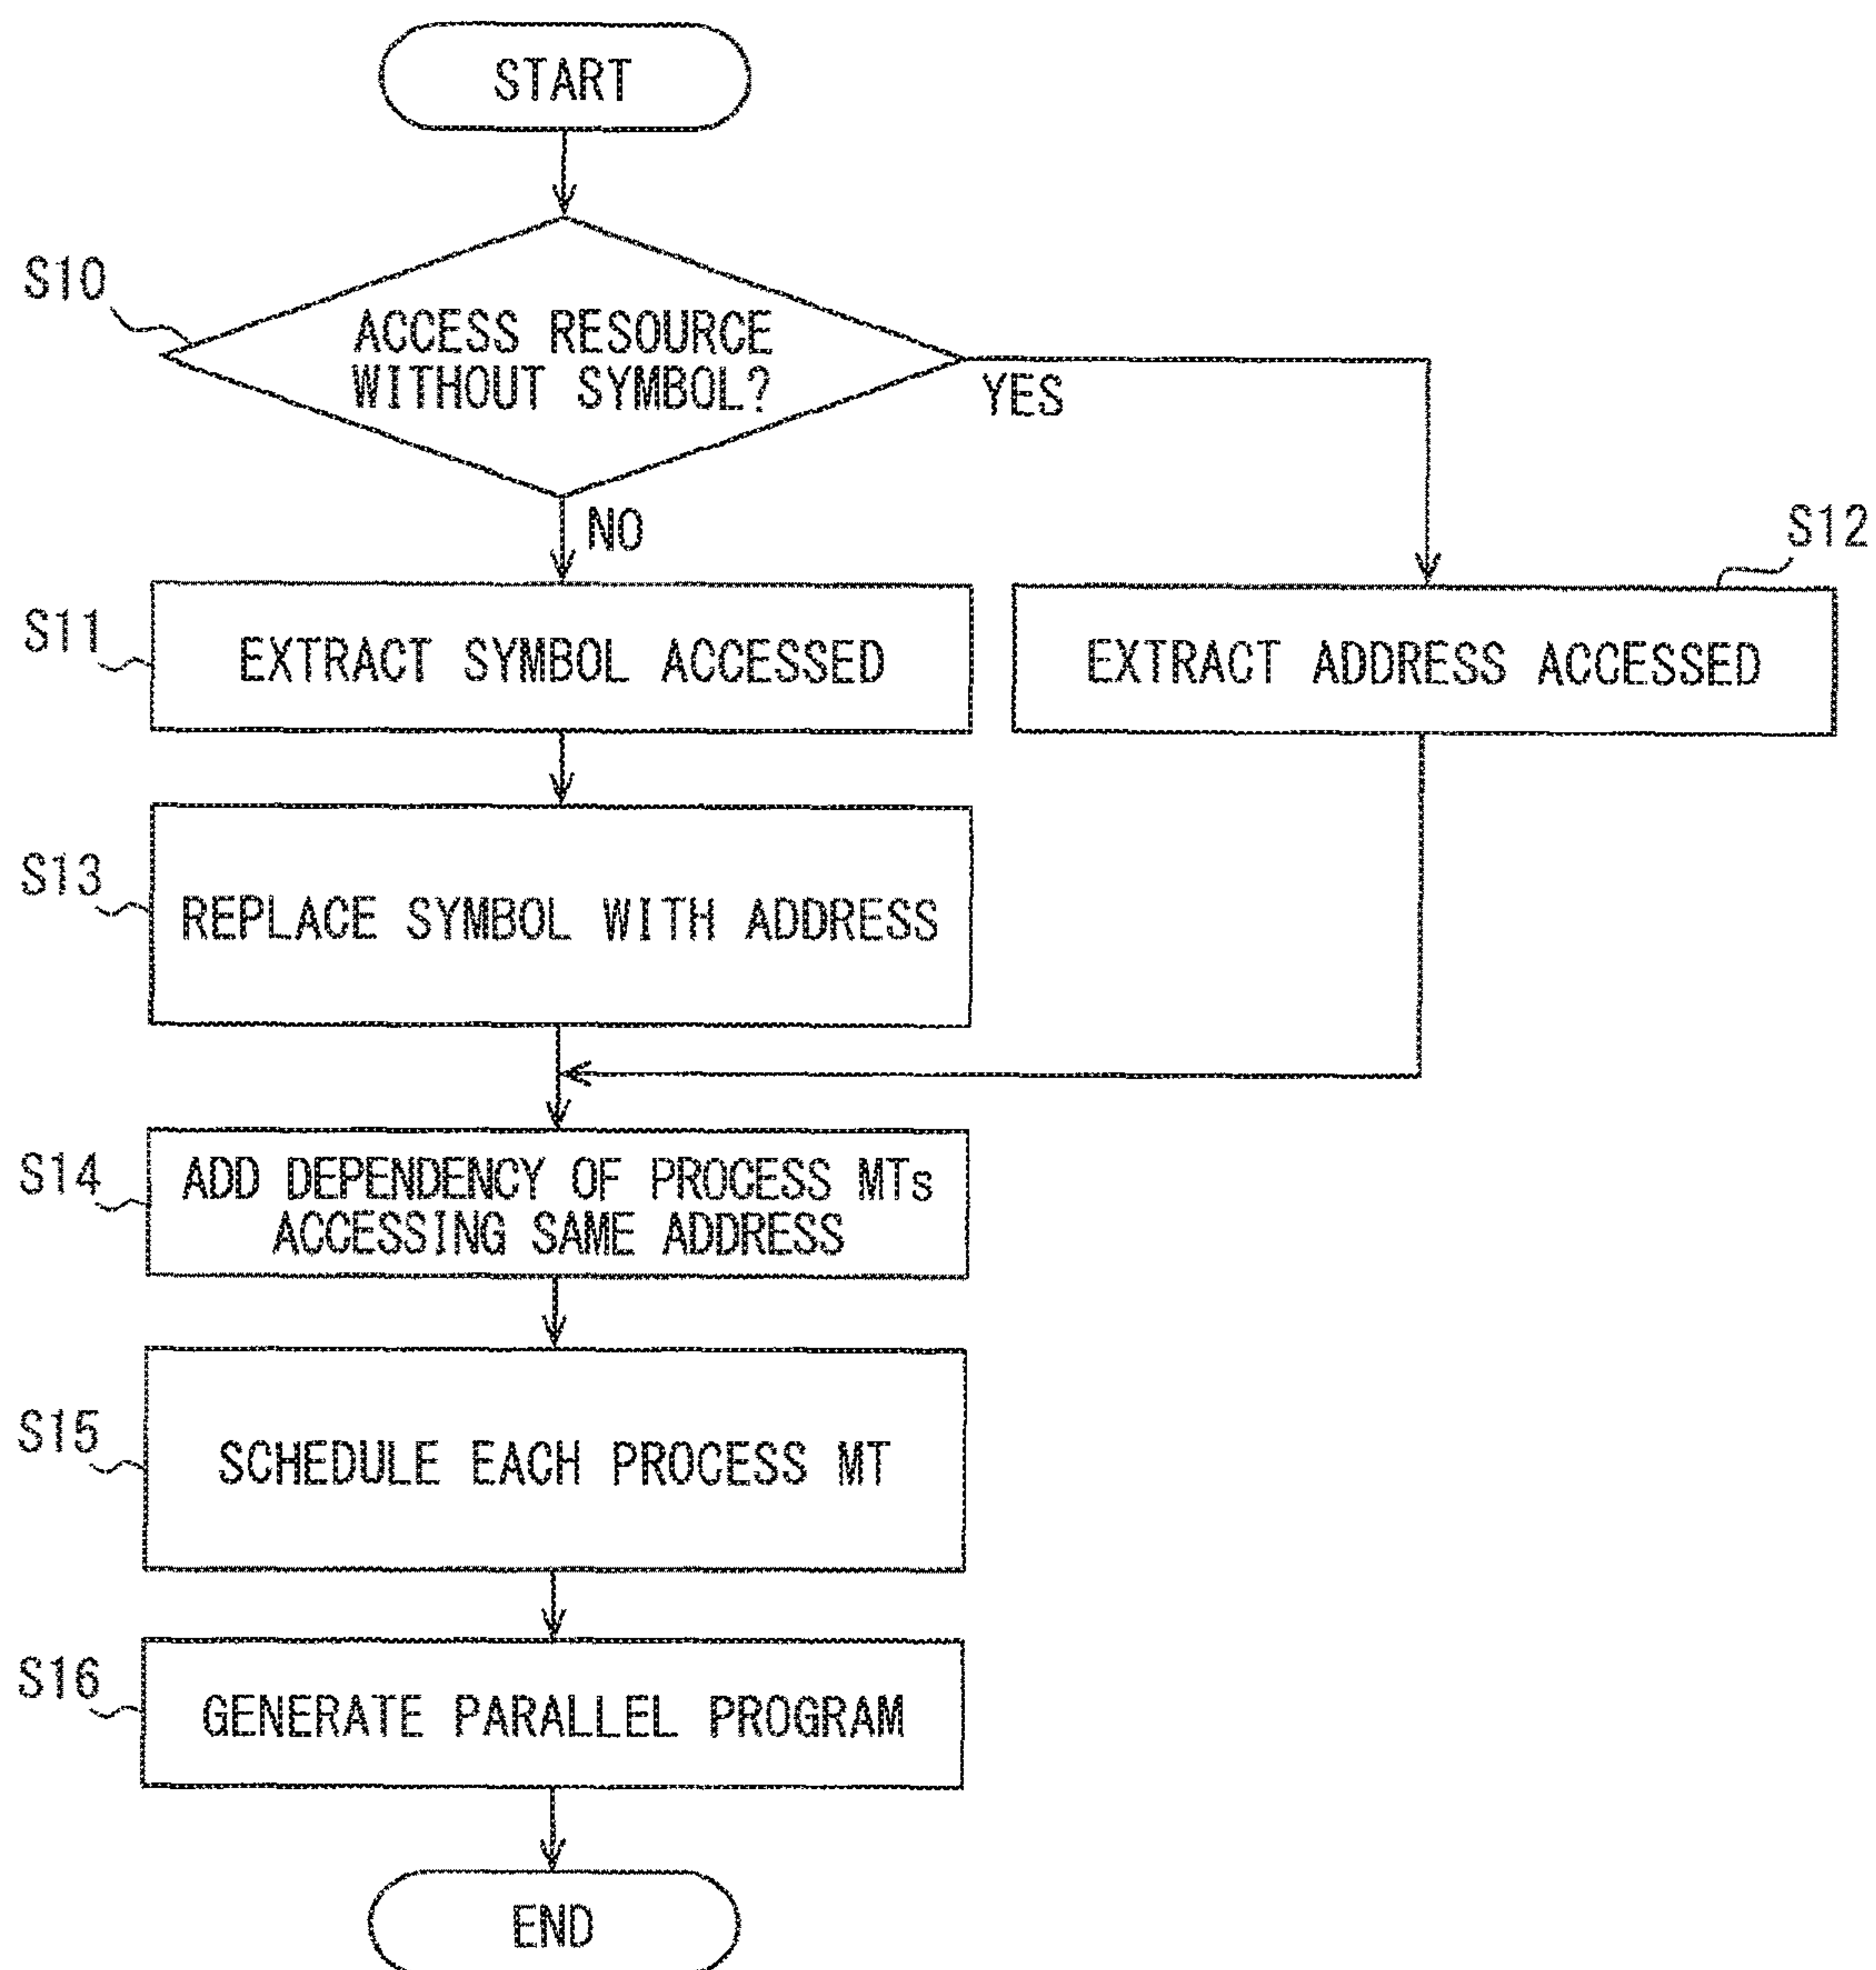 START
S10
ACCESS RESOURCE
WITHOUT SYMBOL?
YES
NO
S11
EXTRACT SYMBOL ACCESSED
S12
EXTRACT ADDRESS ACCESSED
S13
REPLACE SYMBOL WITH ADDRESS
S14
ADD DEPENDENCY OF PROCESS MTs
ACCESSING SAME ADDRESS
S15
SCHEDULE EACH PROCESS MT
S16
GENERATE PARALLEL PROGRAM
END